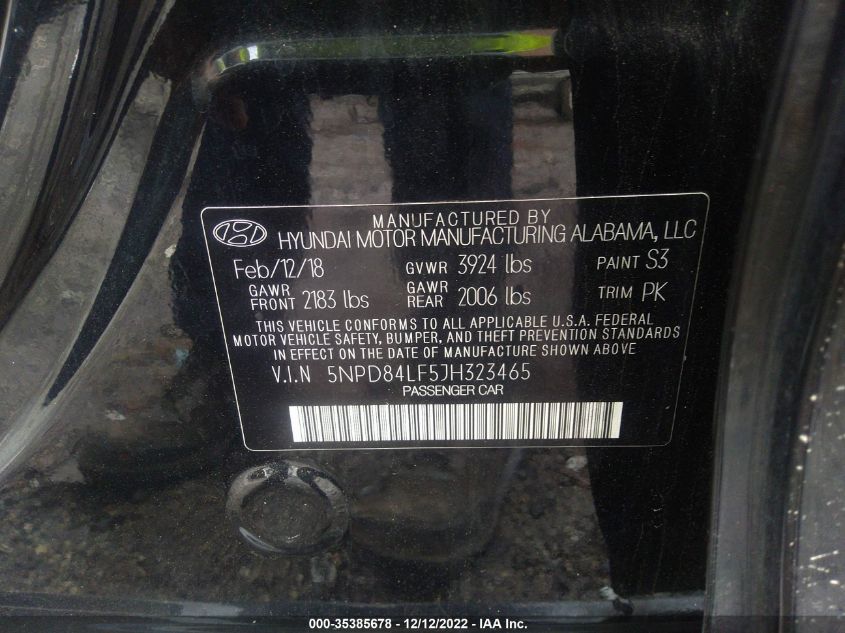 MANUFACTURED BY
HYUNDAI MOTOR MANUFACTURING ALABAMA, LLC
Feb/12/18 GVWR 3924 lbs PAINT S3
GAWR FRONT 2183 lbs GAWR REAR 2006 lbs TRIM PK
THIS VEHICLE CONFORMS TO ALL APPLICABLE U.S.A. FEDERAL
MOTOR VEHICLE SAFETY, BUMPER, AND THEFT PREVENTION STANDARDS
IN EFFECT ON THE DATE OF MANUFACTURE SHOWN ABOVE
V.I.N 5NPD84LF5JH323465
PASSENGER CAR
000-35385678 - 12/12/2022 - IAA Inc.